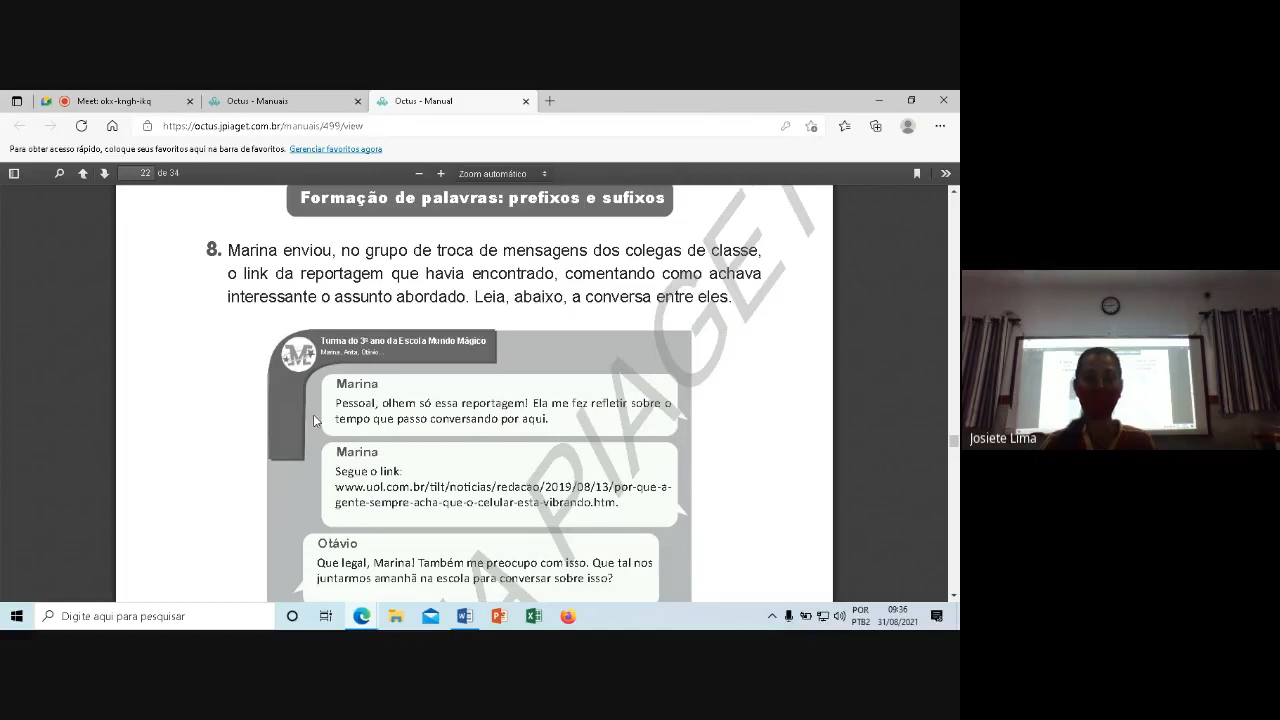 Meet: okx-kngh-ikq
Octus - Manuais
Octus - Manual
https://octus.jpiaget.com.br/manuais/499/view
Para obter acesso rápido, coloque seus favoritos aqui na barra de favoritos. Gerenciar favoritos agora
22 de 34
Zoom automático
Formação de palavras: prefixos e sufixos
8. Marina enviou, no grupo de troca de mensagens dos colegas de classe,
o link da reportagem que havia encontrado, comentando como achava
interessante o assunto abordado. Leia, abaixo, a conversa entre eles.
Turma do 3º ano da Escola Mundo Mágico
Marina, Anita, Otávio...
Marina
Pessoal, olhem só essa reportagem! Ela me fez refletir sobre o
tempo que passo conversando por aqui.
Marina
Segue o link:
www.uol.com.br/tilt/noticias/redacao/2019/08/13/por-que-a-
gente-sempre-acha-que-o-celular-esta-vibrando.htm.
Otávio
Que legal, Marina! Também me preocupo com isso. Que tal nos
juntarmos amanhã na escola para conversar sobre isso?
PIAGET
Josiete Lima
Digite aqui para pesquisar
POR
PTB2
09:36
31/08/2021